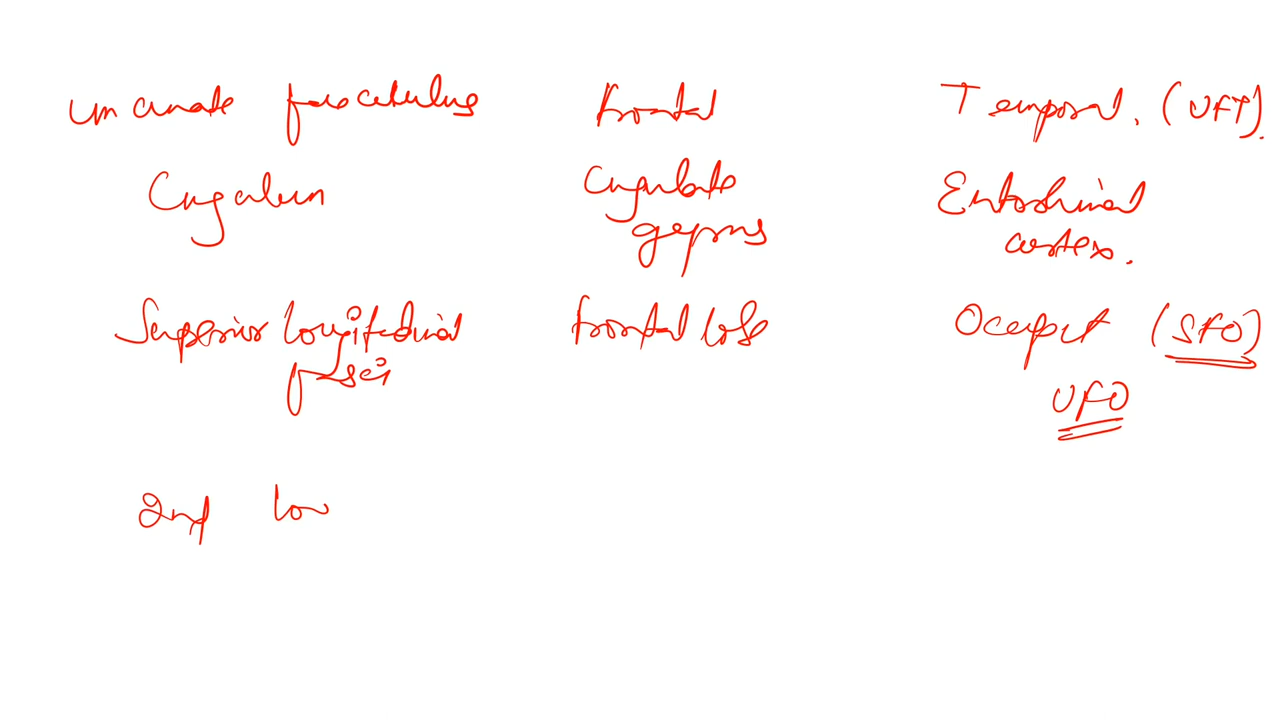 uncinate fasciculus frontal Temporal. (UFT).
Cingulum Cingulate gyrus Entorhinal cortex.
Superior longitudinal fasci frontal lobe Occiput (SFO)
UFO
Inf lon